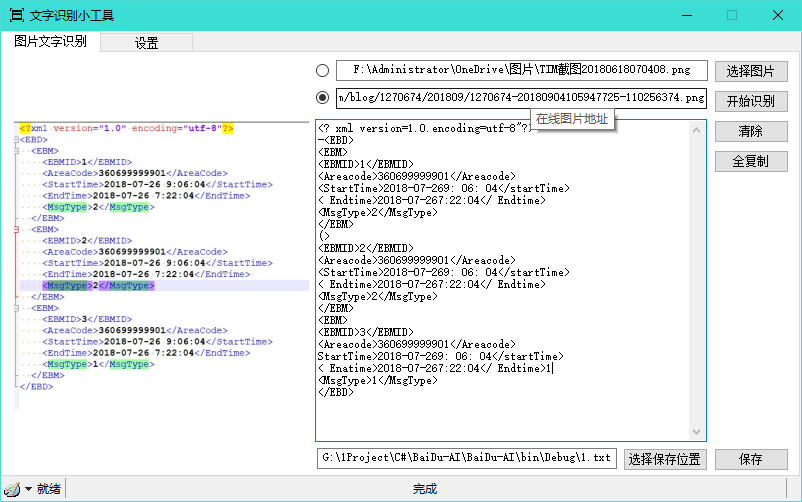 文字识别小工具
图片文字识别
设置
F:\Administrator\OneDrive\图片\TIM截图20180618070408.png
选择图片
n/blog/1270674/201809/1270674-20180904105947725-110256374.png
开始识别
在线图片地址
清除
全复制
<?xml version="1.0" encoding="utf-8"?>
<EBD>
<EBM>
<EBMID>1</EBMID>
<AreaCode>360699999901</AreaCode>
<StartTime>2018-07-26 9:06:04</StartTime>
<EndTime>2018-07-26 7:22:04</EndTime>
<MsgType>2</MsgType>
</EBM>
<EBM>
<EBMID>2</EBMID>
<AreaCode>360699999901</AreaCode>
<StartTime>2018-07-26 9:06:04</StartTime>
<EndTime>2018-07-26 7:22:04</EndTime>
<MsgType>2</MsgType>
</EBM>
<EBM>
<EBMID>3</EBMID>
<AreaCode>360699999901</AreaCode>
<StartTime>2018-07-26 9:06:04</StartTime>
<EndTime>2018-07-26 7:22:04</EndTime>
<MsgType>1</MsgType>
</EBM>
</EBD>
<? xml version=1.0.encoding=utf-8"?>
-<EBD>
<EBM>
<EBMID>1</EBMID>
<Areacode>360699999901</Areacode>
<StartTime>2018-07-269: 06: 04</startTime>
< Endtime>2018-07-267:22:04</ Endtime>
<MsgType>2</MsgType>
</EBM>
(>
<EBMID>2</EBMID>
<Areacode>360699999901</Areacode>
<StartTime>2018-07-269: 06: 04</startTime>
< Endtime>2018-07-267:22:04</ Endtime>
<MsgType>2</MsgType>
</EBM>
<EBM>
<EBMID>3</EBMID>
<Areacode>360699999901</Areacode>
StartTime>2018-07-269: 06: 04</startTime>
< Enatime>2018-07-267:22:04</ Endtime>1
<MsgType>1</MsgType>
</EBD>
G:\1Project\C#\BaiDu-AI\BaiDu-AI\bin\Debug\1.txt
选择保存位置
保存
就绪
完成